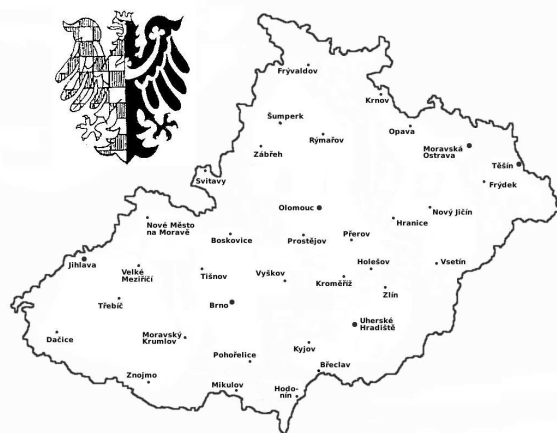 Frývaldov
Krnov
Šumperk
Rýmařov
Opava
Zábřeh
Moravská
Ostrava
Těšín
Svitavy
Frýdek
Olomouc
Nový Jičín
Nové Město
na Moravě
Hranice
Boskovice
Prostějov
Přerov
Jihlava
Velké
Meziříčí
Tišnov
Vyškov
Holešov
Vsetín
Kroměříž
Zlín
Třebíč
Brno
Uherské
Hradiště
Dačice
Moravský
Krumlov
Pohořelice
Kyjov
Znojmo
Břeclav
Mikulov
Hodo-
nín